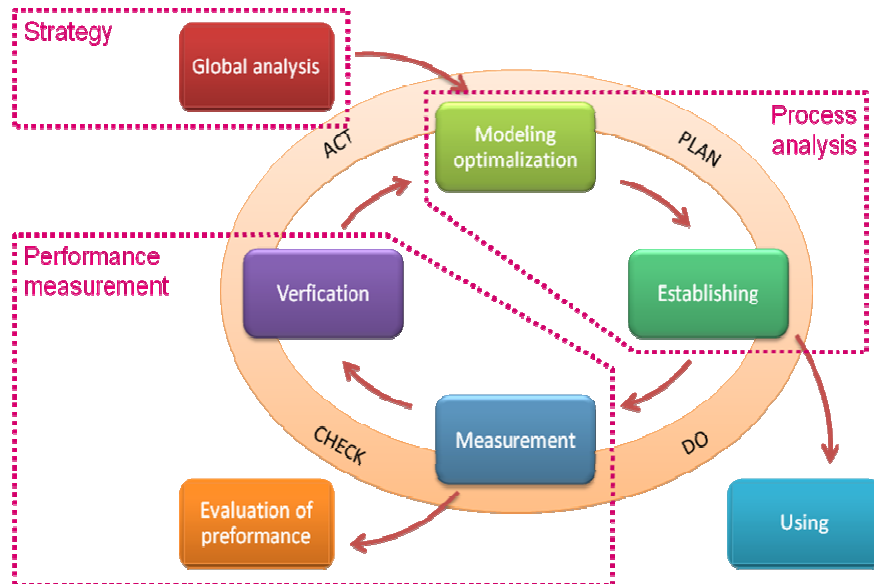 Strategy
Global analysis
Process
analysis
Modeling
optimalization
ACT
PLAN
Performance
measurement
Verfication
Establishing
Measurement
CHECK
DO
Evaluation of
preformance
Using